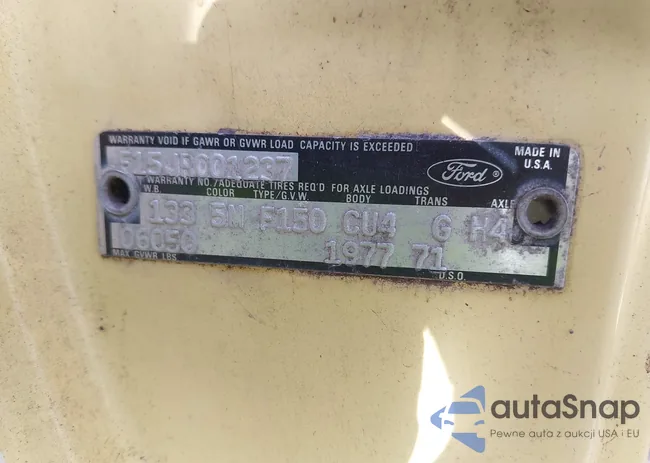 WARRANTY VOID IF GAWR OR GVWR LOAD CAPACITY IS EXCEEDED
MADE IN U.S.A.
F15JR601297
Ford
WARRANTY NO./ADEQUATE TIRES REQ'D FOR AXLE LOADINGS
W.B. COLOR TYPE/G.V.W. BODY TRANS AXLE
133 5N F150 CU4 G H4
06050 1977 71
MAX GVWR LBS D.S.O.
autaSnap
Pewne auta z aukcji USA i EU